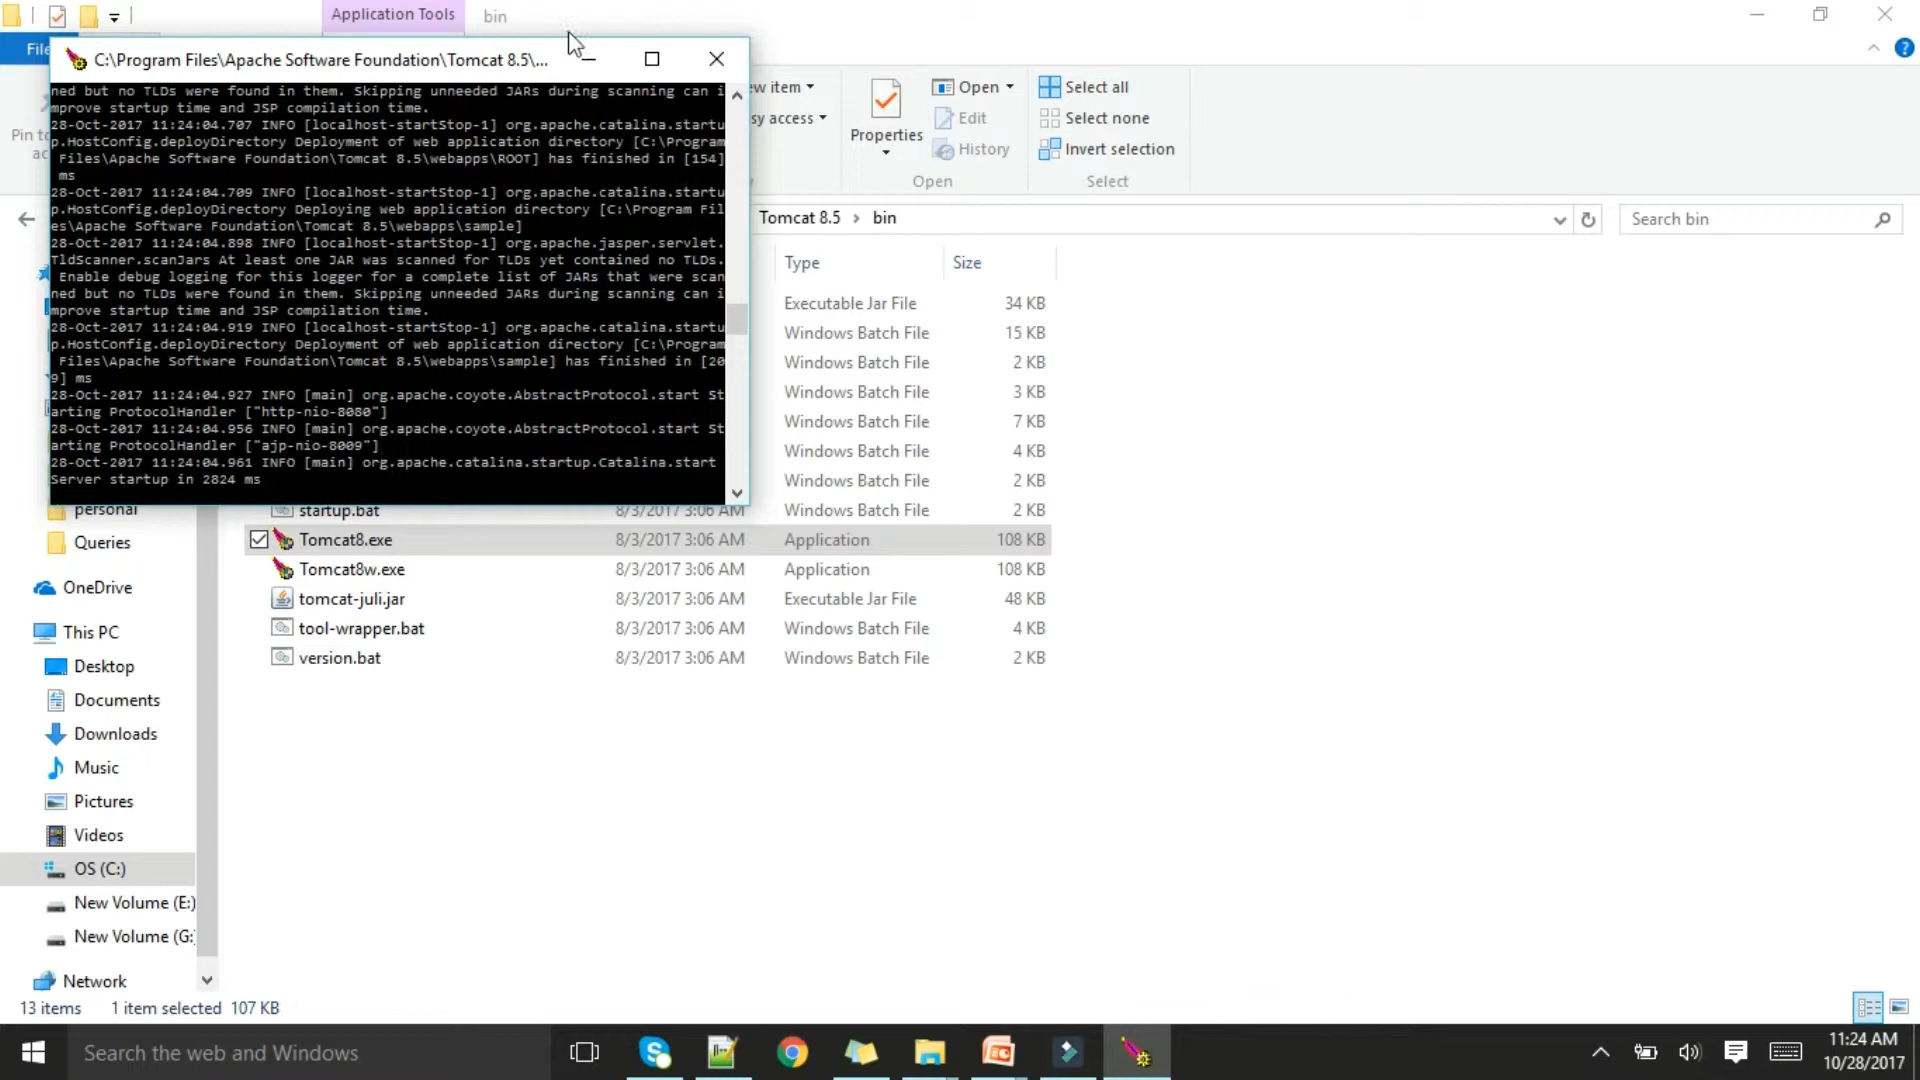 Application Tools
bin
File
C:\Program Files\Apache Software Foundation\Tomcat 8.5\...
ned but no TLDs were found in them. Skipping unneeded JARs during scanning can i
mprove startup time and JSP compilation time.
28-Oct-2017 11:24:04.707 INFO [localhost-startStop-1] org.apache.catalina.startu
p.HostConfig.deployDirectory Deployment of web application directory [C:\Program
 Files\Apache Software Foundation\Tomcat 8.5\webapps\ROOT] has finished in [154]
 ms
28-Oct-2017 11:24:04.709 INFO [localhost-startStop-1] org.apache.catalina.startu
p.HostConfig.deployDirectory Deploying web application directory [C:\Program Fil
es\Apache Software Foundation\Tomcat 8.5\webapps\sample]
28-Oct-2017 11:24:04.898 INFO [localhost-startStop-1] org.apache.jasper.servlet.
TldScanner.scanJars At least one JAR was scanned for TLDs yet contained no TLDs.
 Enable debug logging for this logger for a complete list of JARs that were scan
ned but no TLDs were found in them. Skipping unneeded JARs during scanning can i
mprove startup time and JSP compilation time.
28-Oct-2017 11:24:04.919 INFO [localhost-startStop-1] org.apache.catalina.startu
p.HostConfig.deployDirectory Deployment of web application directory [C:\Program
 Files\Apache Software Foundation\Tomcat 8.5\webapps\sample] has finished in [20
9] ms
28-Oct-2017 11:24:04.927 INFO [main] org.apache.coyote.AbstractProtocol.start St
arting ProtocolHandler ["http-nio-8080"]
28-Oct-2017 11:24:04.956 INFO [main] org.apache.coyote.AbstractProtocol.start St
arting ProtocolHandler ["ajp-nio-8009"]
28-Oct-2017 11:24:04.961 INFO [main] org.apache.catalina.startup.Catalina.start
Server startup in 2824 ms
Pin to
ac
ew item
sy access
Properties
Open
Edit
History
Open
Select all
Select none
Invert selection
Select
Tomcat 8.5 > bin
Search bin
Type Size
Executable Jar File 34 KB
Windows Batch File 15 KB
Windows Batch File 2 KB
Windows Batch File 3 KB
Windows Batch File 7 KB
Windows Batch File 4 KB
Windows Batch File 2 KB
startup.bat 8/3/2017 3:06 AM Windows Batch File 2 KB
Tomcat8.exe 8/3/2017 3:06 AM Application 108 KB
Tomcat8w.exe 8/3/2017 3:06 AM Application 108 KB
tomcat-juli.jar 8/3/2017 3:06 AM Executable Jar File 48 KB
tool-wrapper.bat 8/3/2017 3:06 AM Windows Batch File 4 KB
version.bat 8/3/2017 3:06 AM Windows Batch File 2 KB
personal
Queries
OneDrive
This PC
Desktop
Documents
Downloads
Music
Pictures
Videos
OS (C:)
New Volume (E:)
New Volume (G:
Network
13 items 1 item selected 107 KB
Search the web and Windows
11:24 AM
10/28/2017